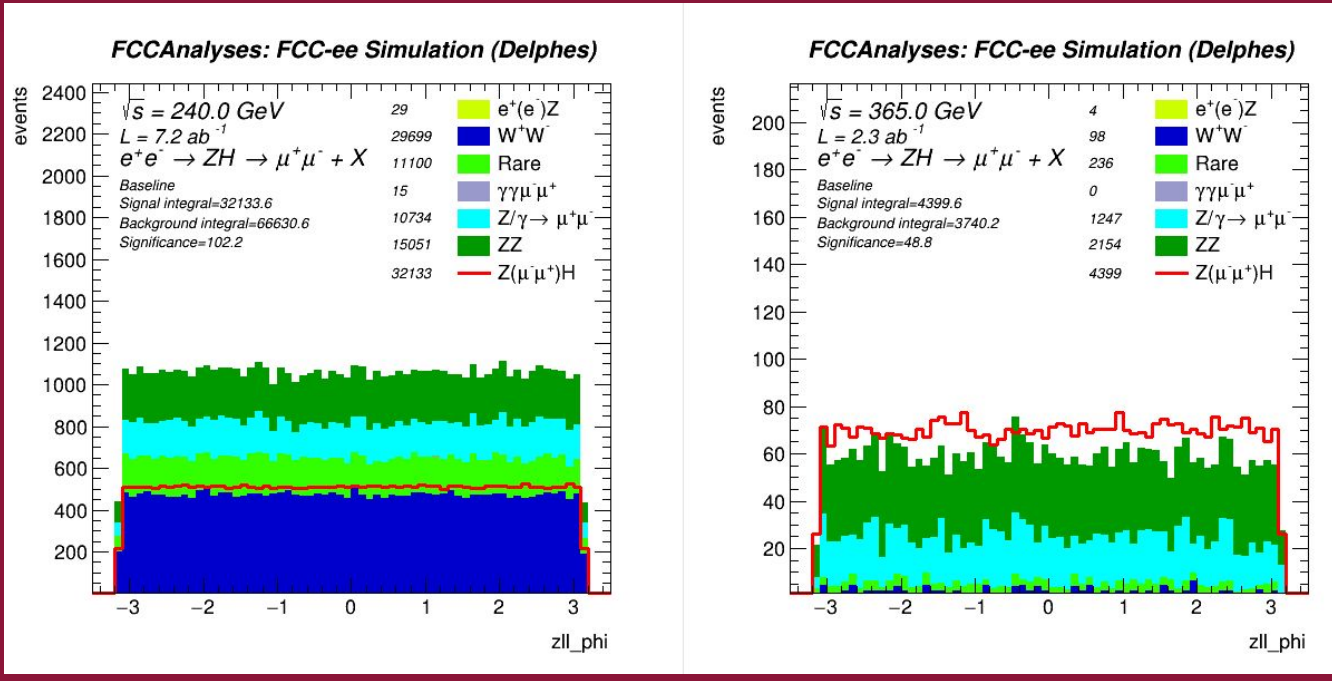 FCCAnalyses: FCC-ee Simulation (Delphes)
events
2400
2200
2000
1800
1600
1400
1200
1000
800
600
400
200
√s = 240.0 GeV
L = 7.2 ab⁻¹
e⁺e⁻ → ZH → μ⁺μ⁻ + X
Baseline
Signal integral=32133.6
Background integral=66630.6
Significance=102.2
29 e⁺(e⁻)Z
29699 W⁺W⁻
11100 Rare
15 γγμ⁻μ⁺
10734 Z/γ→ μ⁺μ⁻
15051 ZZ
32133 Z(μ⁻μ⁺)H
−3 −2 −1 0 1 2 3
zll_phi
FCCAnalyses: FCC-ee Simulation (Delphes)
events
200
180
160
140
120
100
80
60
40
20
√s = 365.0 GeV
L = 2.3 ab⁻¹
e⁺e⁻ → ZH → μ⁺μ⁻ + X
Baseline
Signal integral=4399.6
Background integral=3740.2
Significance=48.8
4 e⁺(e⁻)Z
98 W⁺W⁻
236 Rare
0 γγμ⁻μ⁺
1247 Z/γ→ μ⁺μ⁻
2154 ZZ
4399 Z(μ⁻μ⁺)H
−3 −2 −1 0 1 2 3
zll_phi